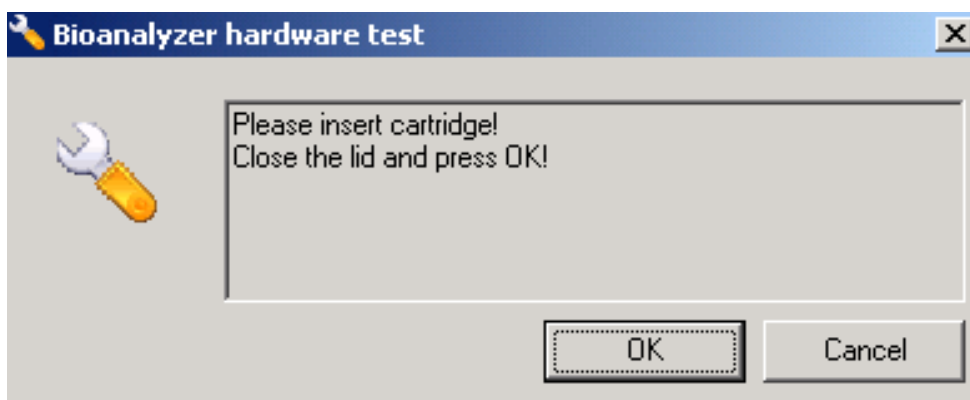 Bioanalyzer hardware test
Please insert cartridge!
Close the lid and press OK!
OK
Cancel